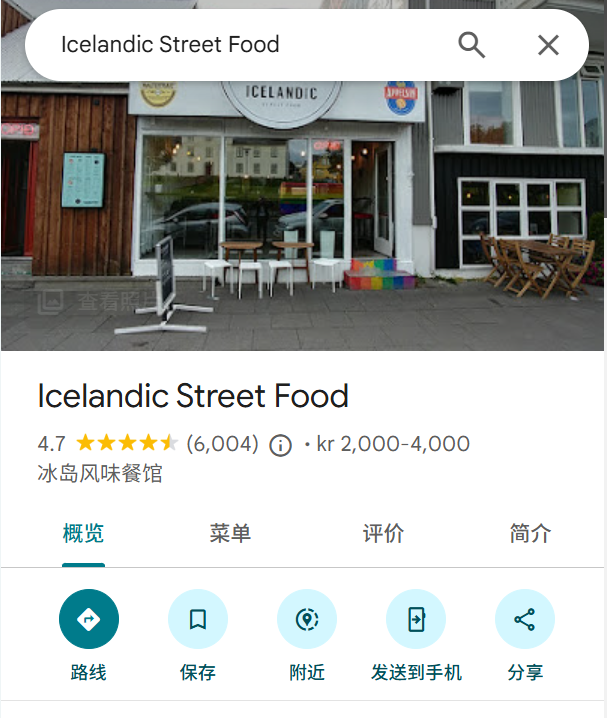 Icelandic Street Food
ICELANDIC
STREET FOOD
APPELSIN
查看照片
Icelandic Street Food
4.7 (6,004) · kr 2,000-4,000
冰岛风味餐馆
概览 菜单 评价 简介
路线 保存 附近 发送到手机 分享